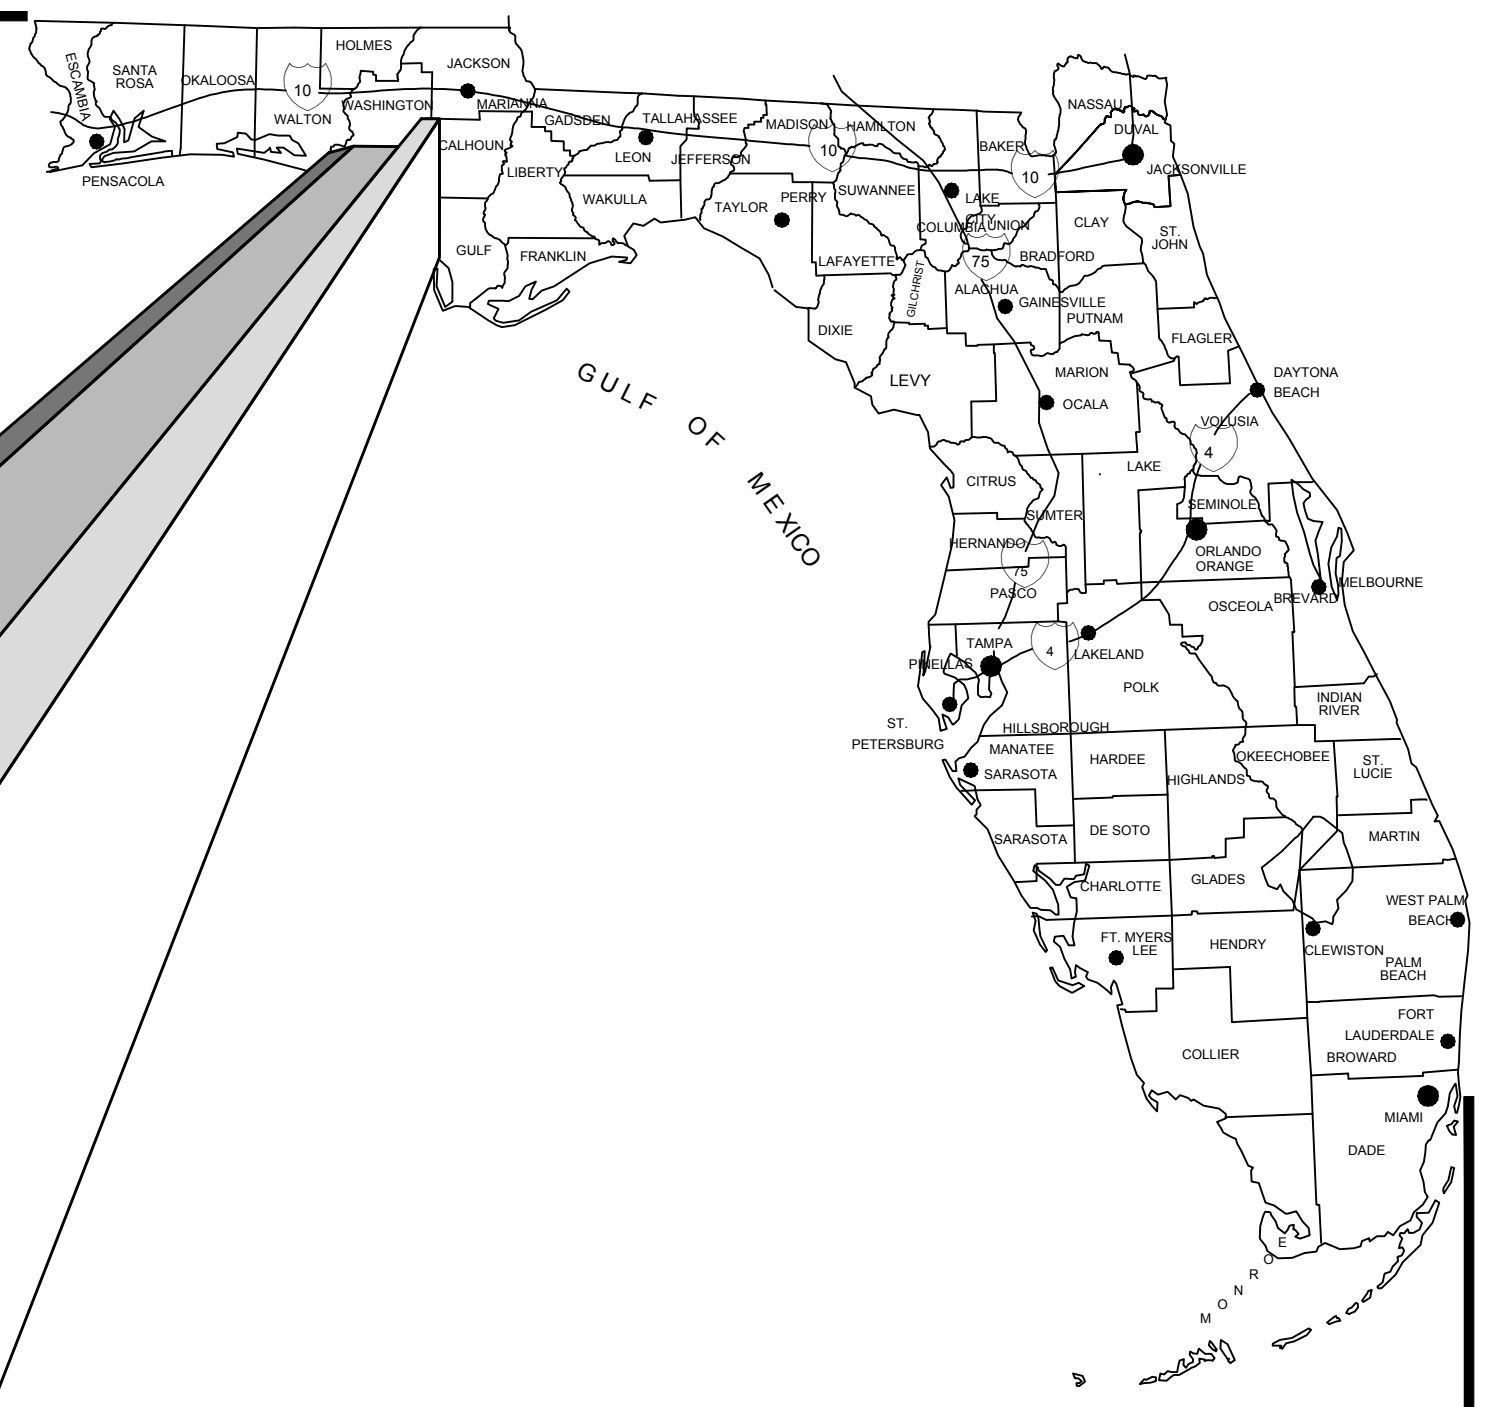 HOLMES
JACKSON
ESCAMBIA
SANTA
ROSA
OKALOOSA
10
WALTON
WASHINGTON
MARIANNA
PENSACOLA
CALHOUN
GADSDEN
TALLAHASSEE
LEON
JEFFERSON
LIBERTY
WAKULLA
GULF
FRANKLIN
MADISON
HAMILTON
10
TAYLOR
PERRY
SUWANNEE
LAFAYETTE
DIXIE
NASSAU
DUVAL
JACKSONVILLE
BAKER
10
LAKE
CITY
COLUMBIA
UNION
CLAY
ST.
JOHN
75
BRADFORD
GILCHRIST
ALACHUA
GAINESVILLE
PUTNAM
FLAGLER
LEVY
MARION
OCALA
DAYTONA
BEACH
VOLUSIA
4
GULF OF MEXICO
CITRUS
LAKE
SUMTER
SEMINOLE
HERNANDO
75
ORLANDO
ORANGE
PASCO
OSCEOLA
BREVARD
MELBOURNE
TAMPA
4
LAKELAND
PINELLAS
POLK
INDIAN
RIVER
ST.
PETERSBURG
HILLSBOROUGH
MANATEE
SARASOTA
HARDEE
HIGHLANDS
OKEECHOBEE
ST.
LUCIE
SARASOTA
DE SOTO
MARTIN
CHARLOTTE
GLADES
WEST PALM
BEACH
FT. MYERS
LEE
HENDRY
CLEWISTON
PALM
BEACH
FORT
LAUDERDALE
BROWARD
COLLIER
MIAMI
DADE
MONROE